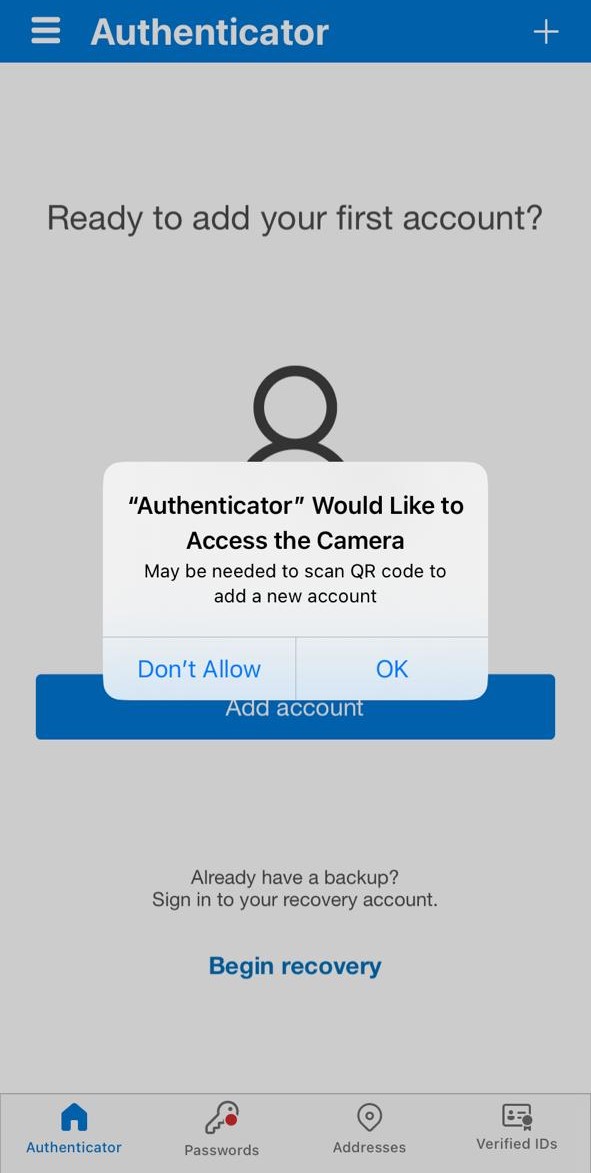 Authenticator
Ready to add your first account?
“Authenticator” Would Like to
Access the Camera
May be needed to scan QR code to
add a new account
Don’t Allow
OK
Add account
Already have a backup?
Sign in to your recovery account.
Begin recovery
Authenticator
Passwords
Addresses
Verified IDs